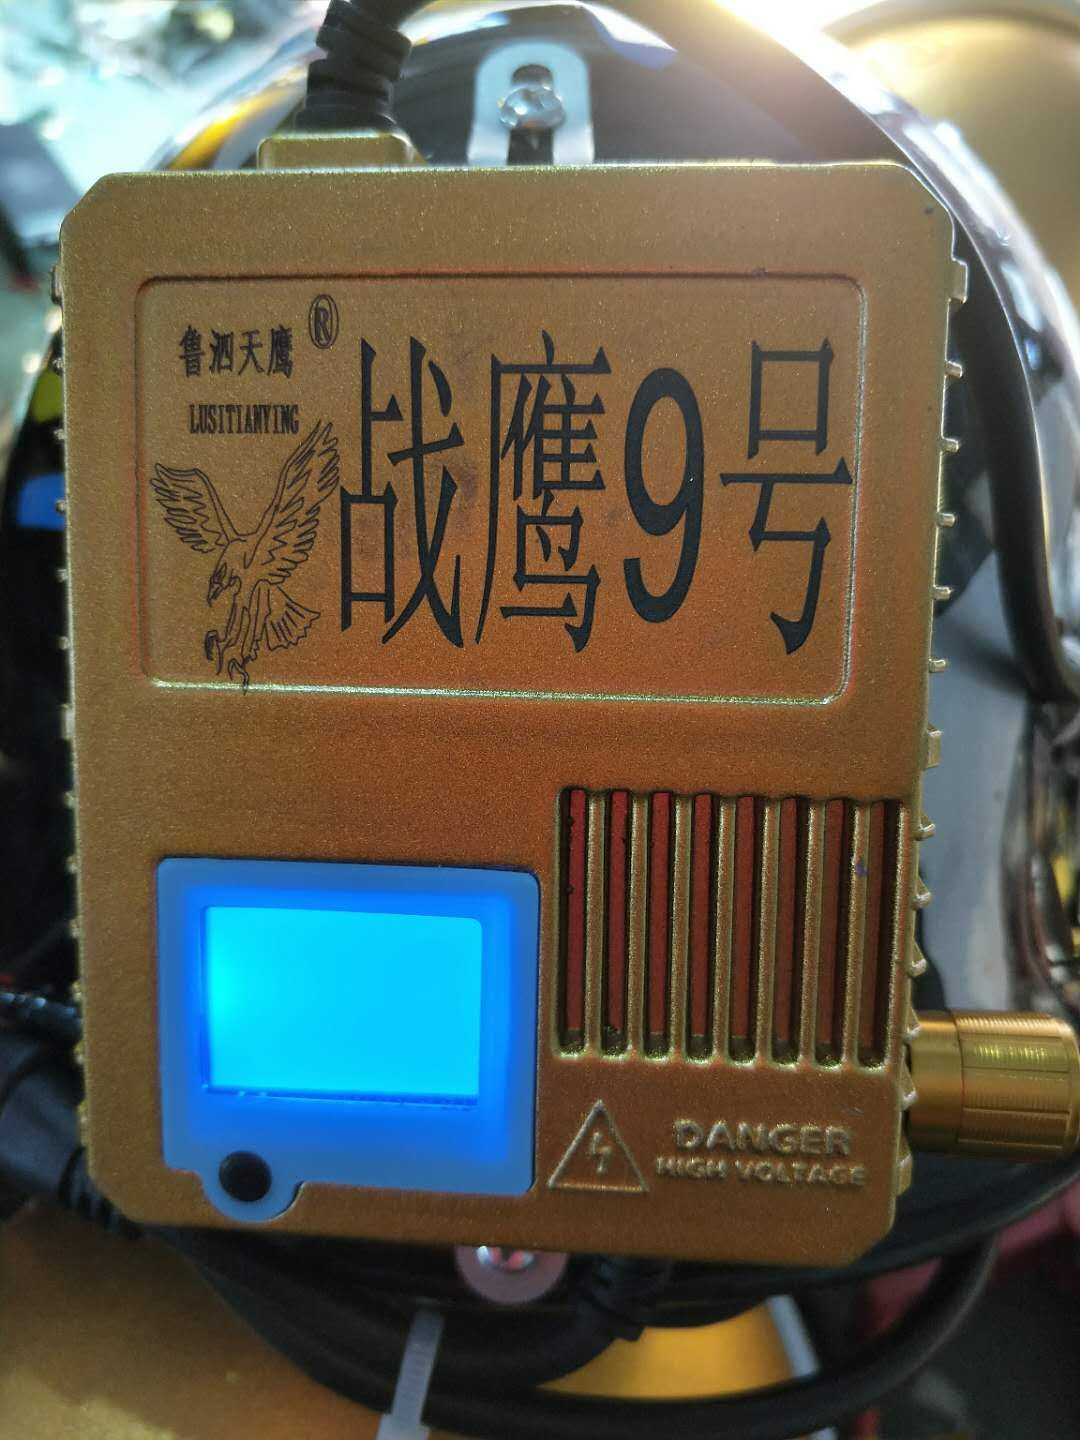 鲁泗天鹰®
LUSITIANYING
战鹰9号
DANGER
HIGH VOLTAGE